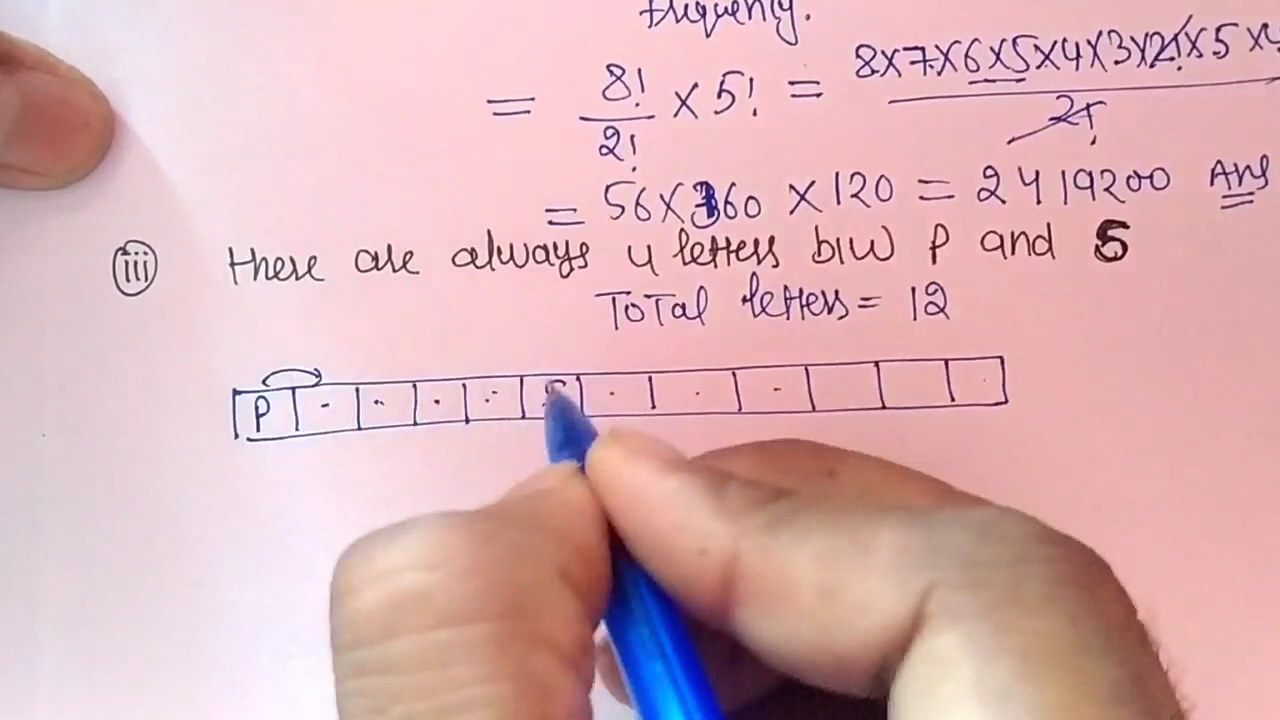 frequency.
= 8!/2! × 5! = 8×7×6×5×4×3×2!×5×4/2!
= 56×360 ×120 = 2419200 Ans
(iii) there are always 4 letters b/w P and S
Total letters = 12
P - .. . .. S . . -